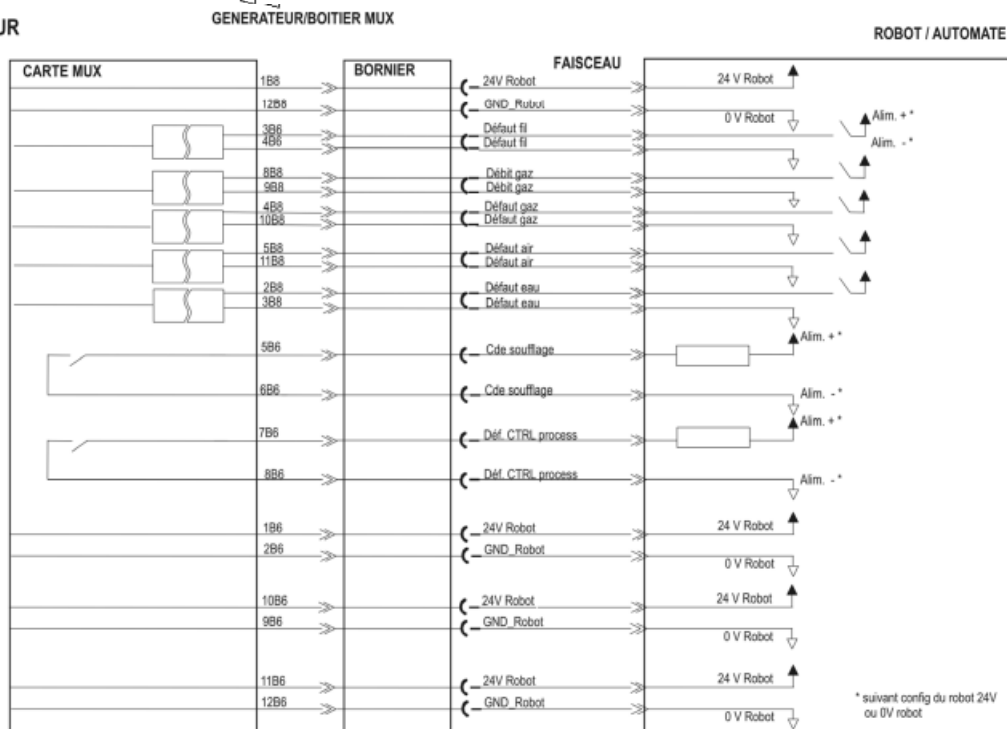 GENERATEUR/BOITIER MUX
UR
ROBOT / AUTOMATE
CARTE MUX
BORNIER
FAISCEAU
1B8 24V Robot 24 V Robot
12B8 GND_Robot 0 V Robot
3B6 Défaut fil Alim. + *
4B6 Défaut fil Alim. - *
8B8 Débit gaz
9B8 Débit gaz
4B8 Défaut gaz
10B8 Défaut gaz
5B8 Défaut air
11B8 Défaut air
2B8 Défaut eau
3B8 Défaut eau
5B6 Cde soufflage Alim. + *
6B6 Cde soufflage Alim. - *
7B6 Déf. CTRL process Alim. + *
8B6 Déf. CTRL process Alim. - *
1B6 24V Robot 24 V Robot
2B6 GND_Robot 0 V Robot
10B6 24V Robot 24 V Robot
9B6 GND_Robot 0 V Robot
11B6 24V Robot 24 V Robot
12B6 GND_Robot 0 V Robot
* suivant config du robot 24V
ou 0V robot